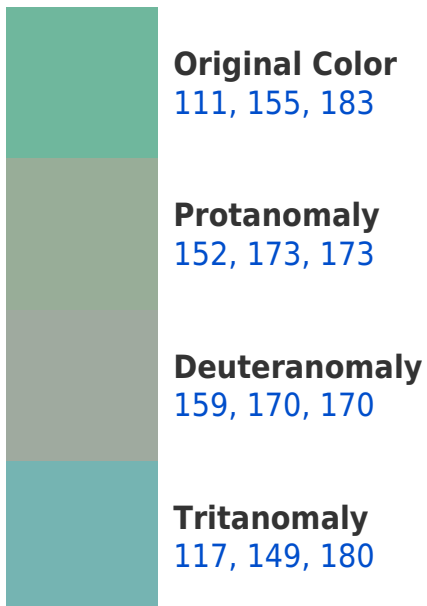 Original Color
111, 155, 183
Protanomaly
152, 173, 173
Deuteranomaly
159, 170, 170
Tritanomaly
117, 149, 180